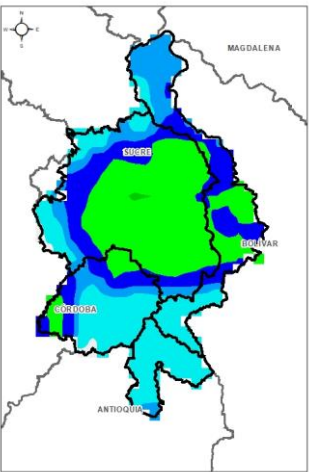 N
W E
S
MAGDALENA
SUCRE
BOLIVAR
CORDOBA
ANTIOQUIA